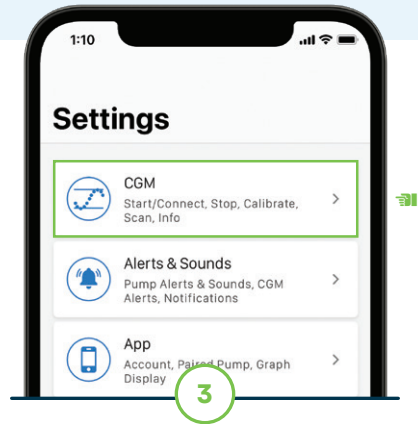 1:10
Settings
CGM
Start/Connect, Stop, Calibrate,
Scan, Info
Alerts & Sounds
Pump Alerts & Sounds, CGM
Alerts, Notifications
App
Account, Paired Pump, Graph
Display
3